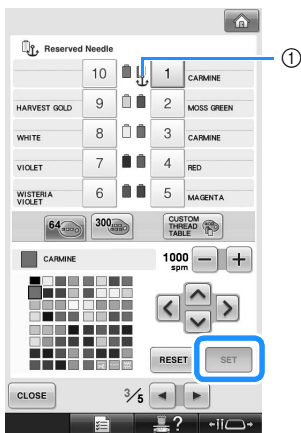 Reserved Needle
①
10 1 CARMINE
HARVEST GOLD 9 2 MOSS GREEN
WHITE 8 3 CARMINE
VIOLET 7 4 RED
WISTERIA
VIOLET 6 5 MAGENTA
64 300 CUSTOM
THREAD
TABLE
CARMINE 1000
spm
RESET SET
CLOSE 3/5
?